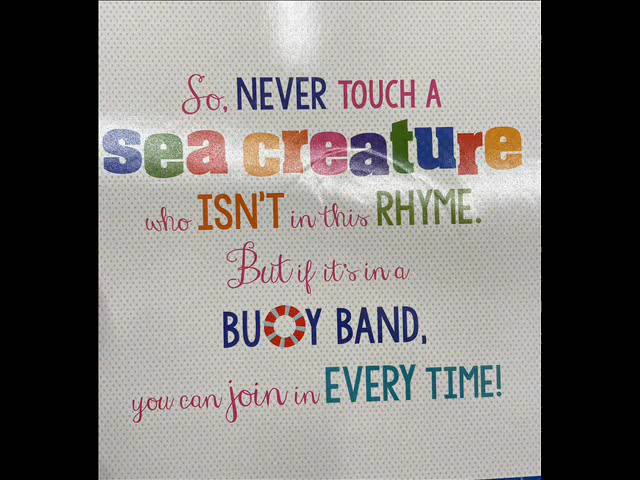 So, NEVER TOUCH A
sea creature
who ISN'T in this RHYME.
But if it's in a
BUOY BAND,
you can join in EVERY TIME!